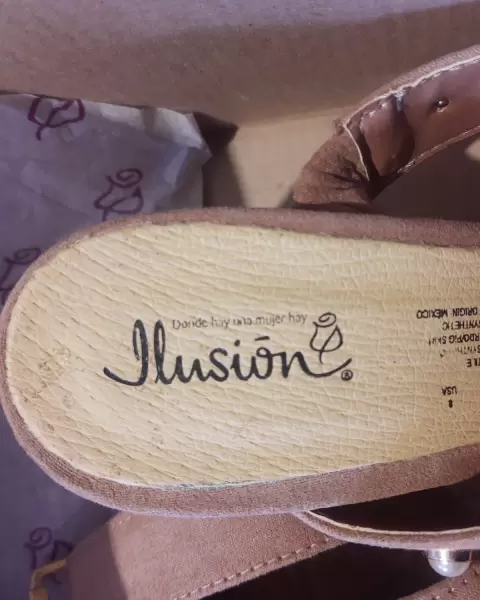 Donde hay una mujer hay
Ilusión®
ORIGIN MEXICO
SYNTHETIC
USA
8